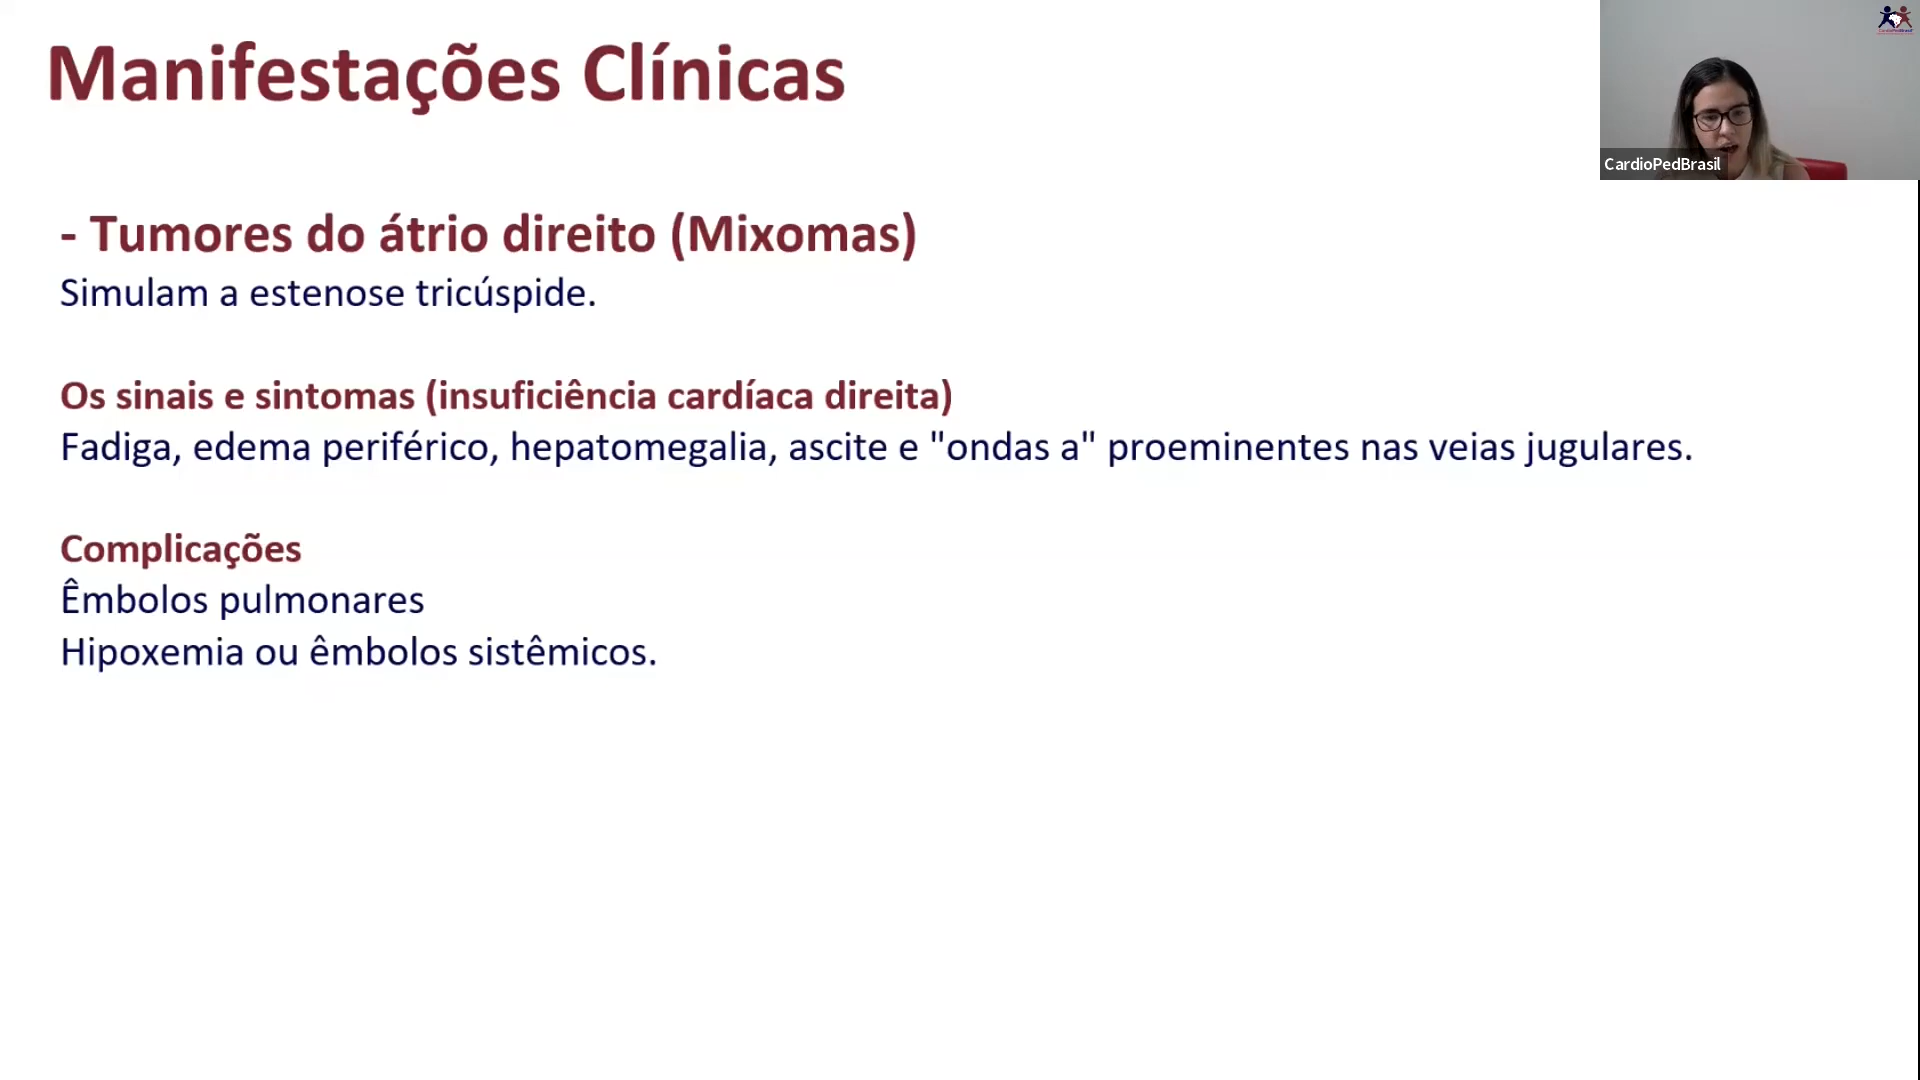 Manifestações Clínicas
CardioPedBrasil
CardioPedBrasil
- Tumores do átrio direito (Mixomas)
Simulam a estenose tricúspide.
Os sinais e sintomas (insuficiência cardíaca direita)
Fadiga, edema periférico, hepatomegalia, ascite e "ondas a" proeminentes nas veias jugulares.
Complicações
Êmbolos pulmonares
Hipoxemia ou êmbolos sistêmicos.